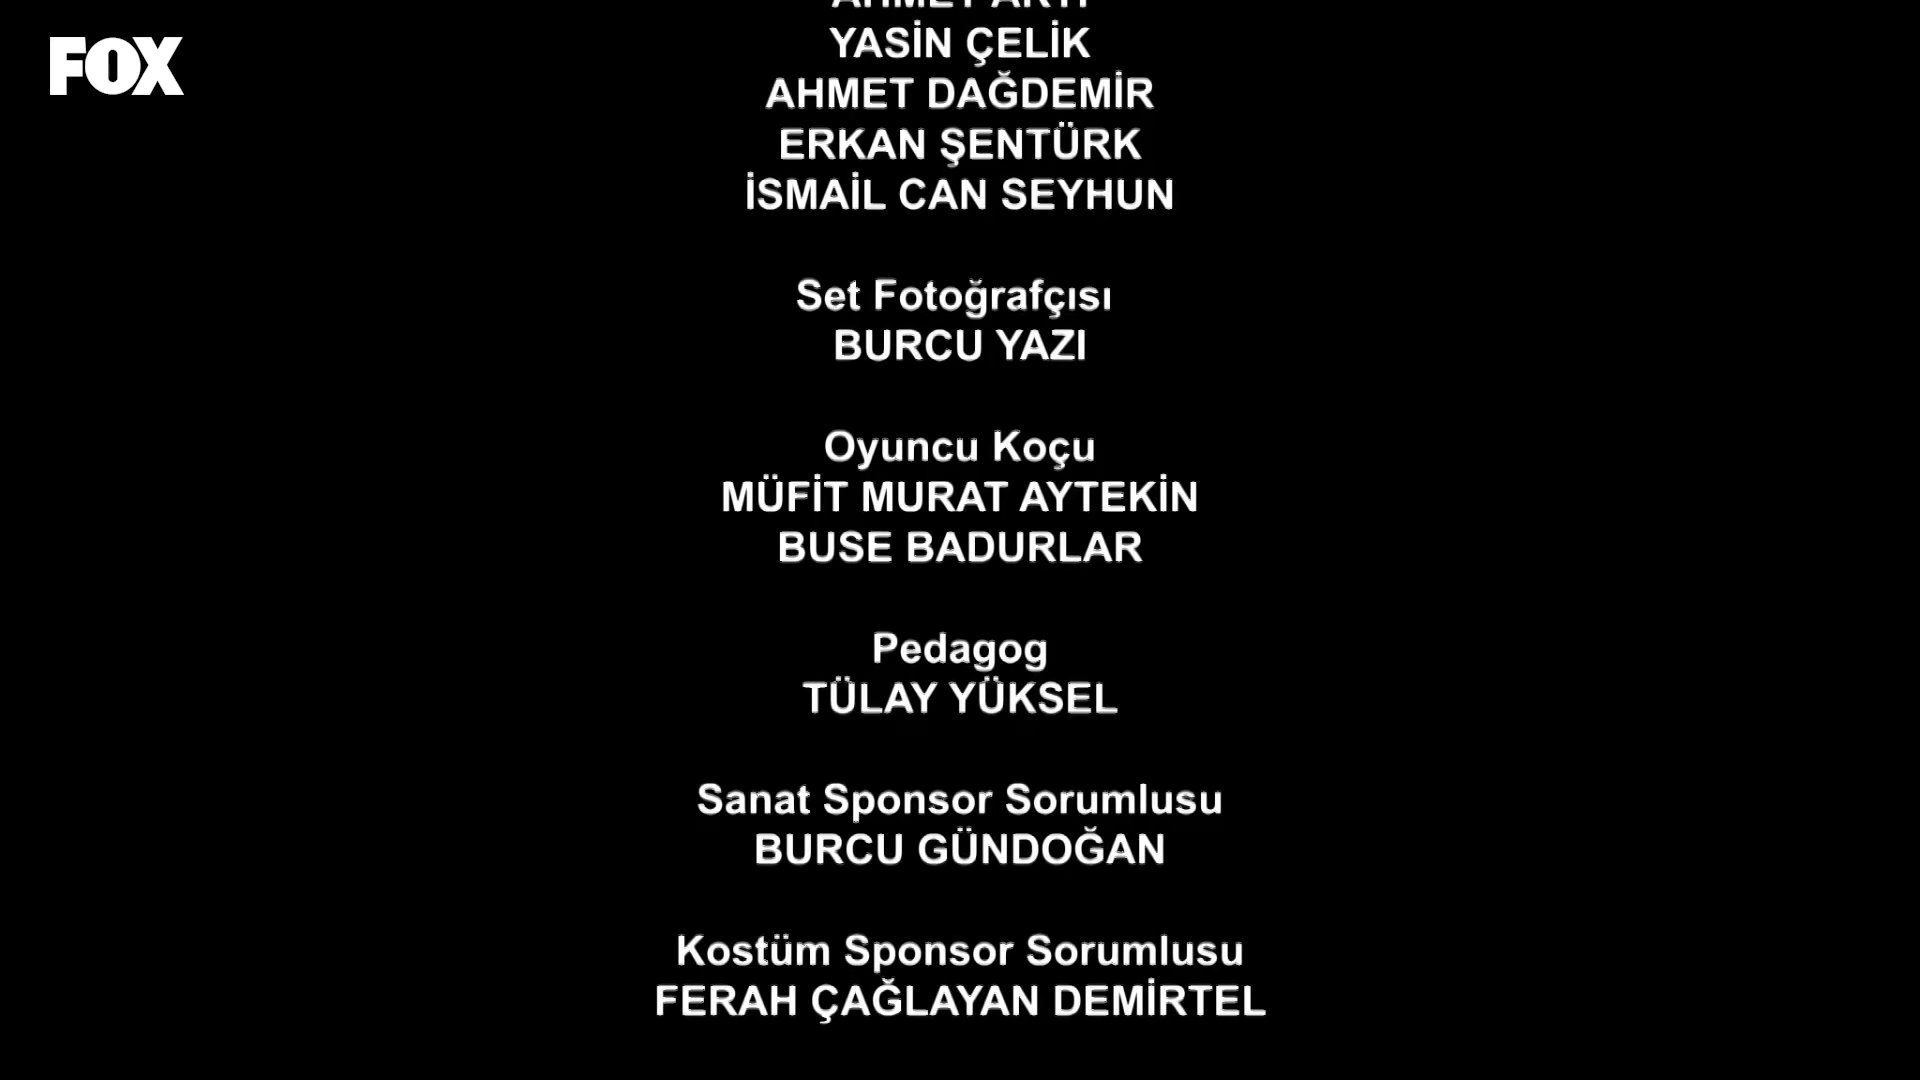 FOX
YASİN ÇELİK
AHMET DAĞDEMİR
ERKAN ŞENTÜRK
İSMAİL CAN SEYHUN
Set Fotoğrafçısı
BURCU YAZI
Oyuncu Koçu
MÜFİT MURAT AYTEKİN
BUSE BADURLAR
Pedagog
TÜLAY YÜKSEL
Sanat Sponsor Sorumlusu
BURCU GÜNDOĞAN
Kostüm Sponsor Sorumlusu
FERAH ÇAĞLAYAN DEMİRTEL